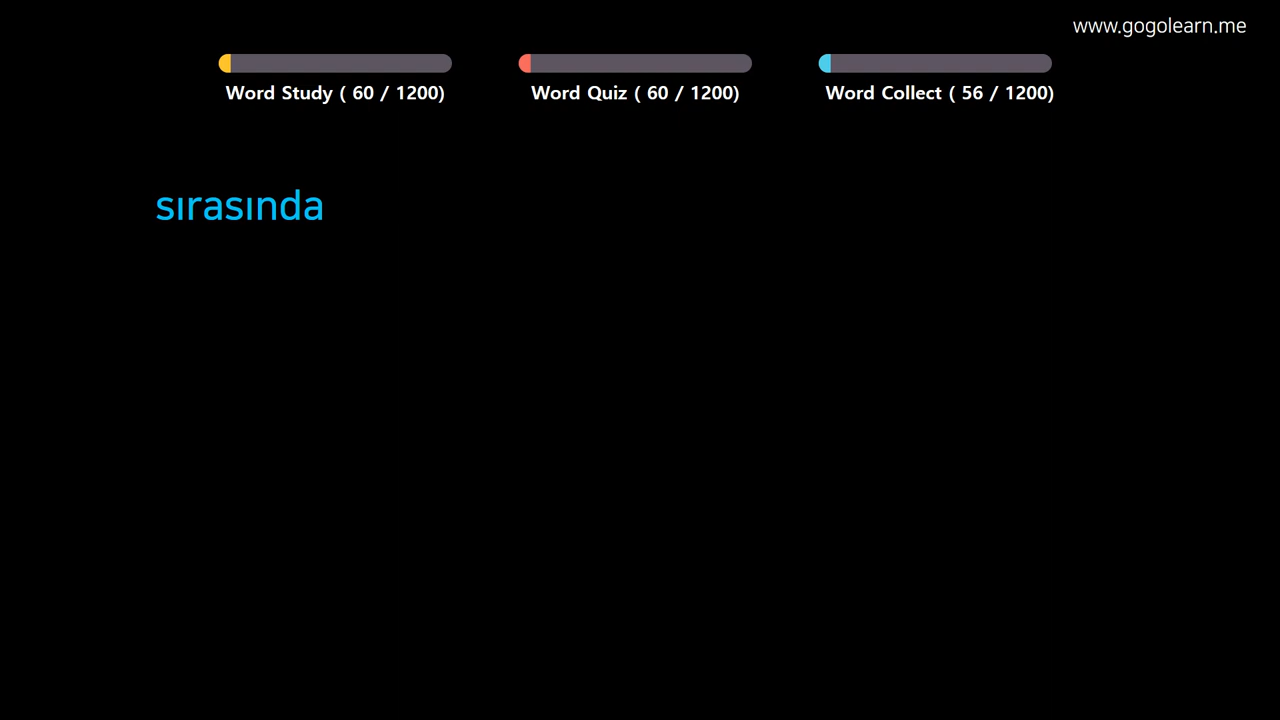 www.gogolearn.me
Word Study ( 60 / 1200)
Word Quiz ( 60 / 1200)
Word Collect ( 56 / 1200)
sırasında